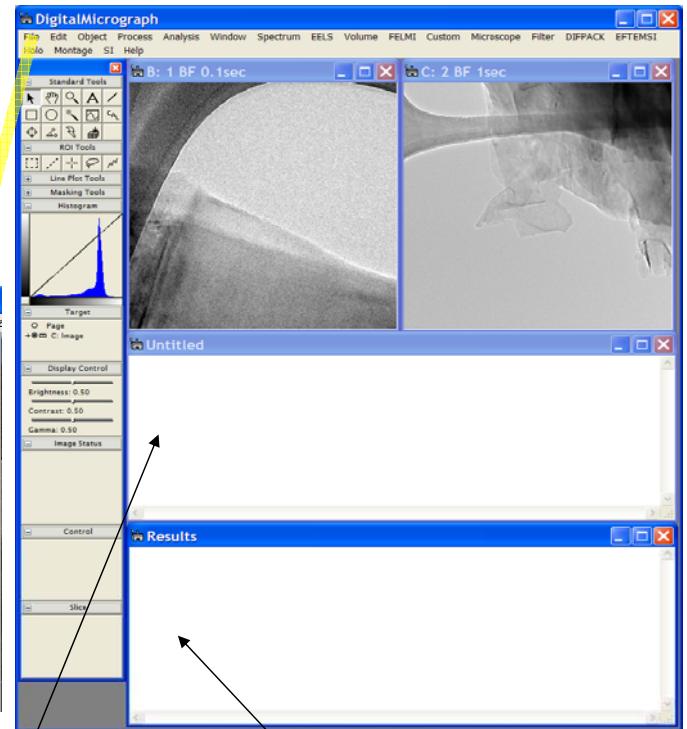 DigitalMicrograph
File Edit Object Process Analysis Window Spectrum EELS Volume FELMI Custom Microscope Filter DIFPACK EFTEMSI
Holo Montage SI Help
Standard Tools
ROI Tools
Line Plot Tools
Masking Tools
Histogram
Target
Page
C: Image
Display Control
Brightness: 0.50
Contrast: 0.50
Gamma: 0.50
Image Status
Control
Slice
B: 1 BF 0.1sec
C: 2 BF 1sec
Untitled
Results